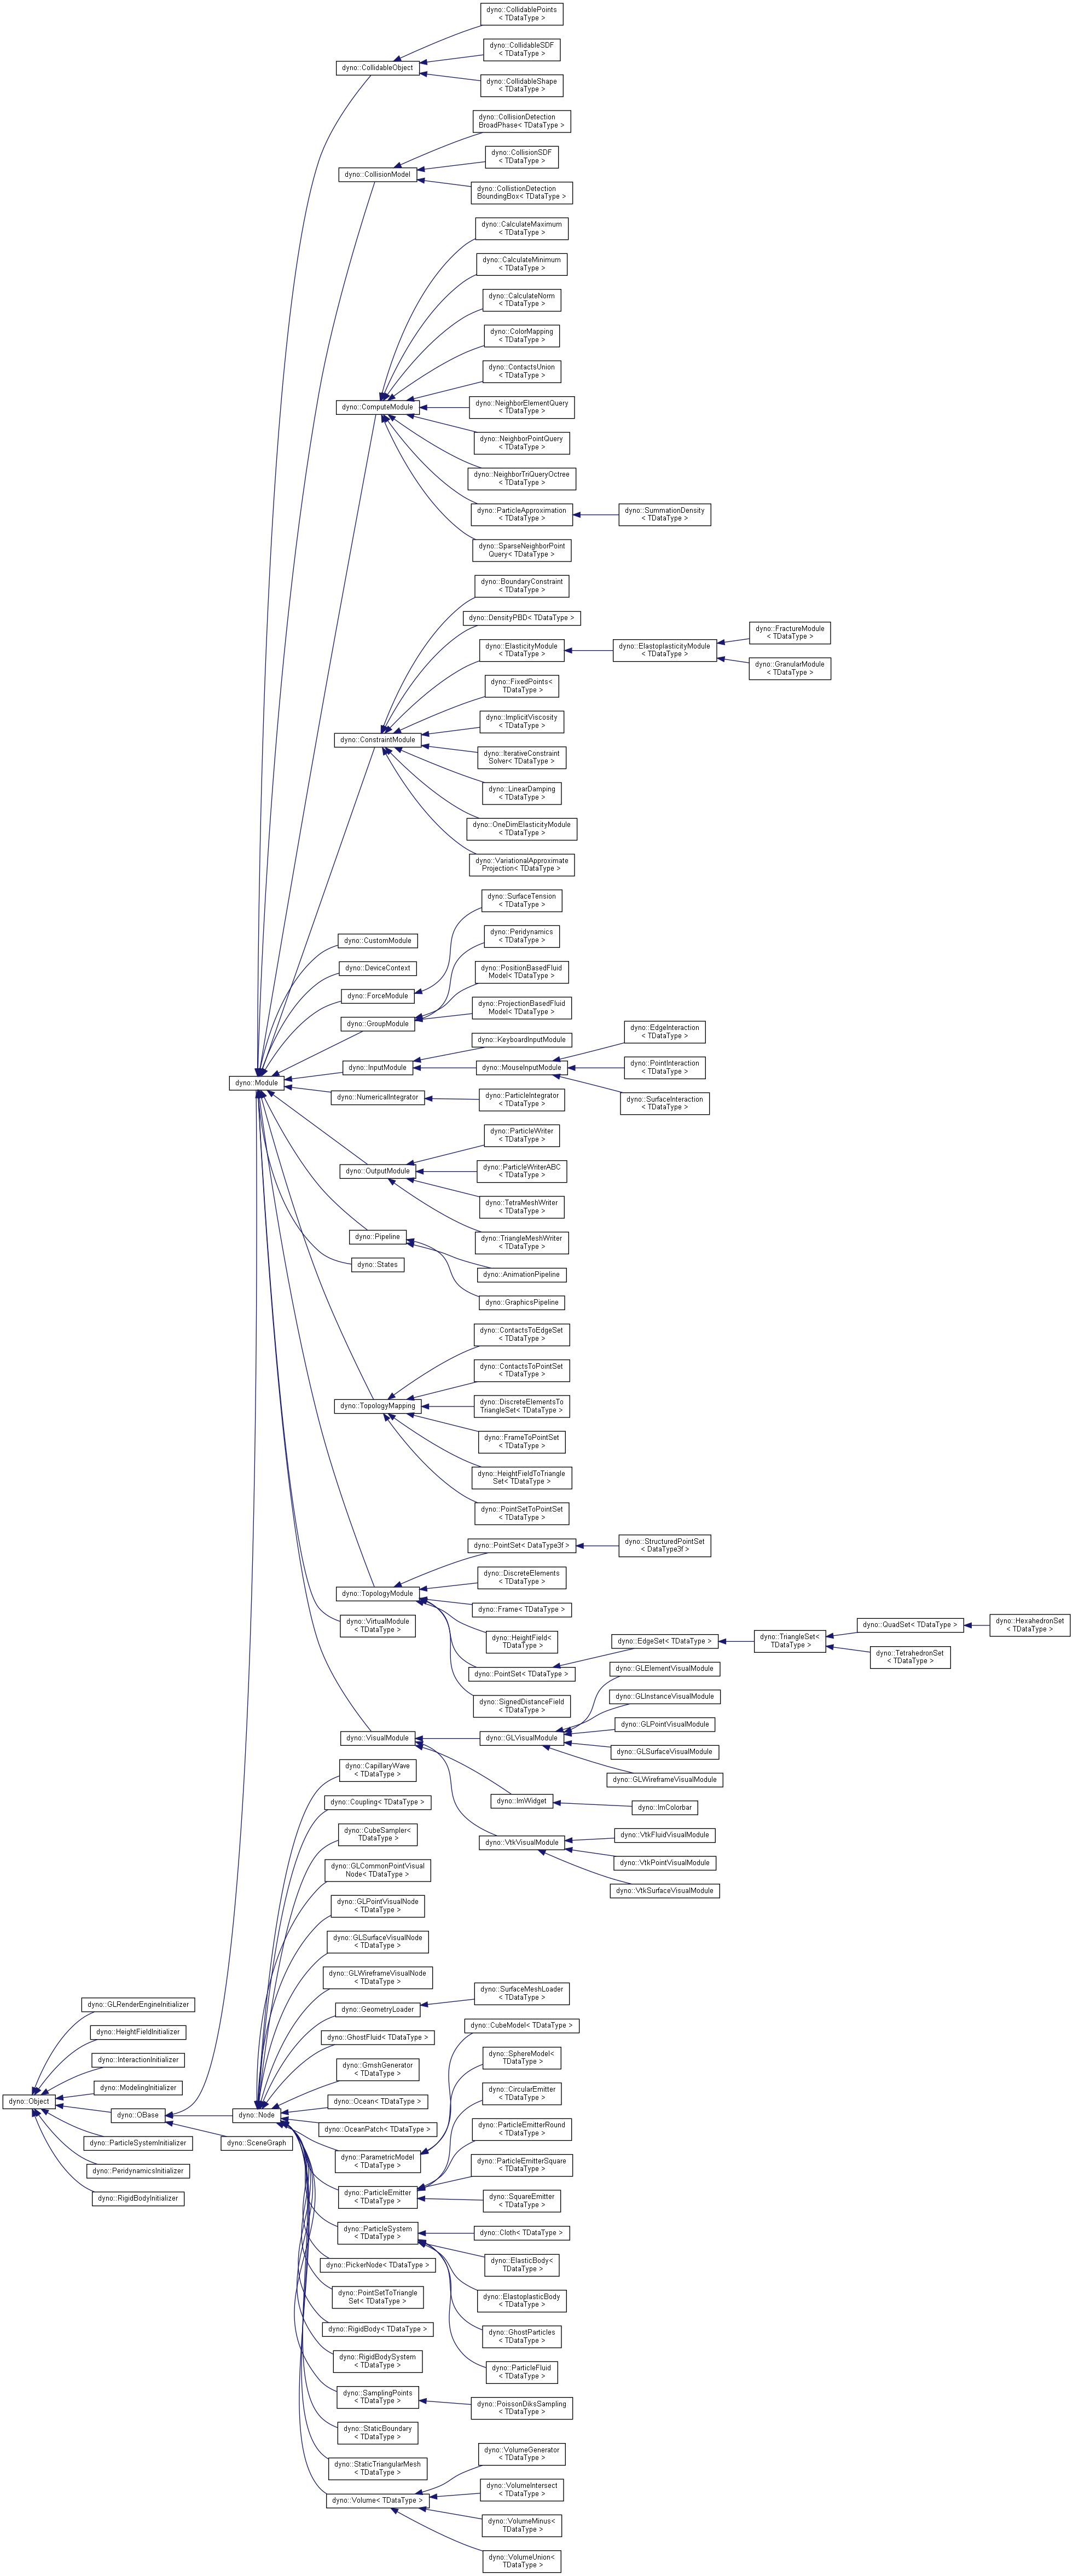 dyno::CollidablePoints
< TDataType >
dyno::CollidableSDF
< TDataType >
dyno::CollidableObject
dyno::CollidableShape
< TDataType >
dyno::CollisionDetection
BroadPhase< TDataType >
dyno::CollisionSDF
< TDataType >
dyno::CollisionModel
dyno::CollistionDetection
BoundingBox< TDataType >
dyno::CalculateMaximum
< TDataType >
dyno::CalculateMinimum
< TDataType >
dyno::CalculateNorm
< TDataType >
dyno::ColorMapping
< TDataType >
dyno::ContactsUnion
< TDataType >
dyno::ComputeModule
dyno::NeighborElementQuery
< TDataType >
dyno::NeighborPointQuery
< TDataType >
dyno::NeighborTriQueryOctree
< TDataType >
dyno::ParticleApproximation
< TDataType >
dyno::SummationDensity
< TDataType >
dyno::SparseNeighborPoint
Query< TDataType >
dyno::BoundaryConstraint
< TDataType >
dyno::DensityPBD< TDataType >
dyno::ElasticityModule
< TDataType >
dyno::ElastoplasticityModule
< TDataType >
dyno::FractureModule
< TDataType >
dyno::GranularModule
< TDataType >
dyno::FixedPoints<
TDataType >
dyno::ImplicitViscosity
< TDataType >
dyno::ConstraintModule
dyno::IterativeConstraint
Solver< TDataType >
dyno::LinearDamping
< TDataType >
dyno::OneDimElasticityModule
< TDataType >
dyno::VariationalApproximate
Projection< TDataType >
dyno::SurfaceTension
< TDataType >
dyno::CustomModule
dyno::Peridynamics
< TDataType >
dyno::DeviceContext
dyno::PositionBasedFluid
Model< TDataType >
dyno::ForceModule
dyno::ProjectionBasedFluid
Model< TDataType >
dyno::GroupModule
dyno::KeyboardInputModule
dyno::EdgeInteraction
< TDataType >
dyno::InputModule
dyno::MouseInputModule
dyno::PointInteraction
< TDataType >
dyno::Module
dyno::NumericalIntegrator
dyno::ParticleIntegrator
< TDataType >
dyno::SurfaceInteraction
< TDataType >
dyno::ParticleWriter
< TDataType >
dyno::OutputModule
dyno::ParticleWriterABC
< TDataType >
dyno::TetraMeshWriter
< TDataType >
dyno::Pipeline
dyno::TriangleMeshWriter
< TDataType >
dyno::States
dyno::AnimationPipeline
dyno::GraphicsPipeline
dyno::ContactsToEdgeSet
< TDataType >
dyno::ContactsToPointSet
< TDataType >
dyno::TopologyMapping
dyno::DiscreteElementsTo
TriangleSet< TDataType >
dyno::FrameToPointSet
< TDataType >
dyno::HeightFieldToTriangle
Set< TDataType >
dyno::PointSetToPointSet
< TDataType >
dyno::PointSet< DataType3f >
dyno::StructuredPointSet
< DataType3f >
dyno::DiscreteElements
< TDataType >
dyno::TopologyModule
dyno::Frame< TDataType >
dyno::VirtualModule
< TDataType >
dyno::HeightField<
TDataType >
dyno::EdgeSet< TDataType >
dyno::TriangleSet<
TDataType >
dyno::QuadSet< TDataType >
dyno::HexahedronSet
< TDataType >
dyno::TetrahedronSet
< TDataType >
dyno::PointSet< TDataType >
dyno::GLElementVisualModule
dyno::SignedDistanceField
< TDataType >
dyno::GLInstanceVisualModule
dyno::GLPointVisualModule
dyno::VisualModule
dyno::GLVisualModule
dyno::GLSurfaceVisualModule
dyno::CapillaryWave
< TDataType >
dyno::GLWireframeVisualModule
dyno::Coupling< TDataType >
dyno::ImWidget
dyno::ImColorbar
dyno::CubeSampler<
TDataType >
dyno::VtkVisualModule
dyno::VtkFluidVisualModule
dyno::GLCommonPointVisual
Node< TDataType >
dyno::VtkPointVisualModule
dyno::GLPointVisualNode
< TDataType >
dyno::VtkSurfaceVisualModule
dyno::GLSurfaceVisualNode
< TDataType >
dyno::GLWireframeVisualNode
< TDataType >
dyno::SurfaceMeshLoader
< TDataType >
dyno::GLRenderEngineInitializer
dyno::GeometryLoader
dyno::CubeModel< TDataType >
dyno::HeightFieldInitializer
dyno::GhostFluid< TDataType >
dyno::SphereModel<
TDataType >
dyno::InteractionInitializer
dyno::GmshGenerator
< TDataType >
dyno::ModelingInitializer
dyno::CircularEmitter
< TDataType >
dyno::Object
dyno::Ocean< TDataType >
dyno::OBase
dyno::Node
dyno::OceanPatch< TDataType >
dyno::ParticleEmitterRound
< TDataType >
dyno::ParticleSystemInitializer
dyno::SceneGraph
dyno::ParametricModel
< TDataType >
dyno::ParticleEmitterSquare
< TDataType >
dyno::PeridynamicsInitializer
dyno::ParticleEmitter
< TDataType >
dyno::SquareEmitter
< TDataType >
dyno::RigidBodyInitializer
dyno::ParticleSystem
< TDataType >
dyno::Cloth< TDataType >
dyno::PickerNode< TDataType >
dyno::ElasticBody<
TDataType >
dyno::PointSetToTriangle
Set< TDataType >
dyno::ElastoplasticBody
< TDataType >
dyno::RigidBody< TDataType >
dyno::GhostParticles
< TDataType >
dyno::RigidBodySystem
< TDataType >
dyno::ParticleFluid
< TDataType >
dyno::SamplingPoints
< TDataType >
dyno::PoissonDiksSampling
< TDataType >
dyno::StaticBoundary
< TDataType >
dyno::StaticTriangularMesh
< TDataType >
dyno::VolumeGenerator
< TDataType >
dyno::Volume< TDataType >
dyno::VolumeIntersect
< TDataType >
dyno::VolumeMinus<
TDataType >
dyno::VolumeUnion<
TDataType >